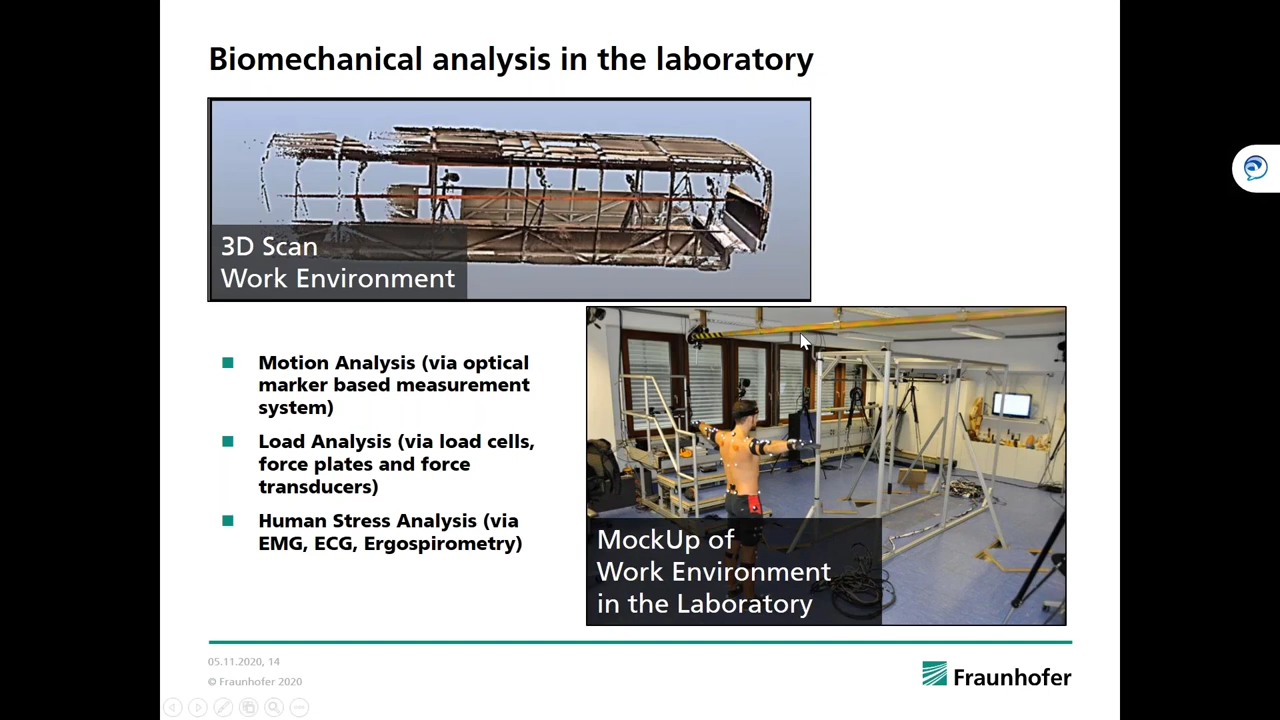 Biomechanical analysis in the laboratory
3D Scan
Work Environment
Motion Analysis (via optical
marker based measurement
system)
Load Analysis (via load cells,
force plates and force
transducers)
Human Stress Analysis (via
EMG, ECG, Ergospirometry)
MockUp of
Work Environment
in the Laboratory
05.11.2020, 14
© Fraunhofer 2020
Fraunhofer